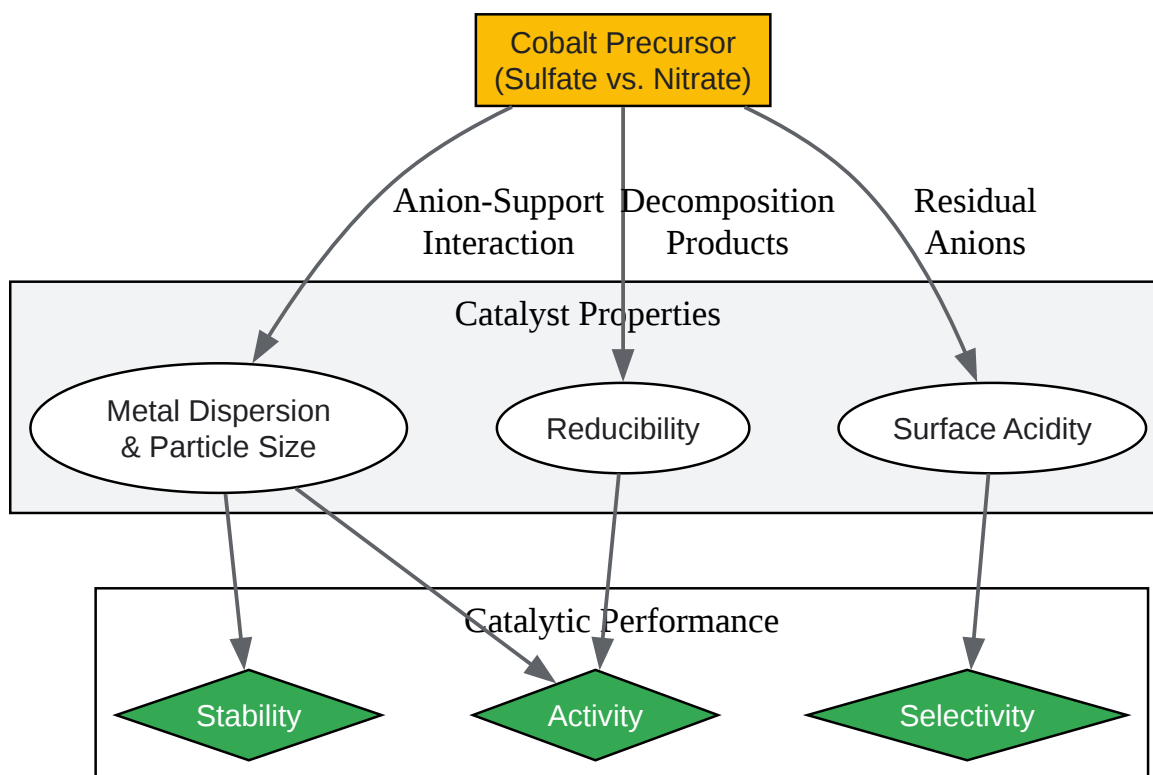 Cobalt Precursor
(Sulfate vs. Nitrate)
Anion-Support
Interaction
Decomposition
Products
Residual
Anions
Catalyst Properties
Metal Dispersion
& Particle Size
Reducibility
Surface Acidity
Catalytic Performance
Stability
Activity
Selectivity